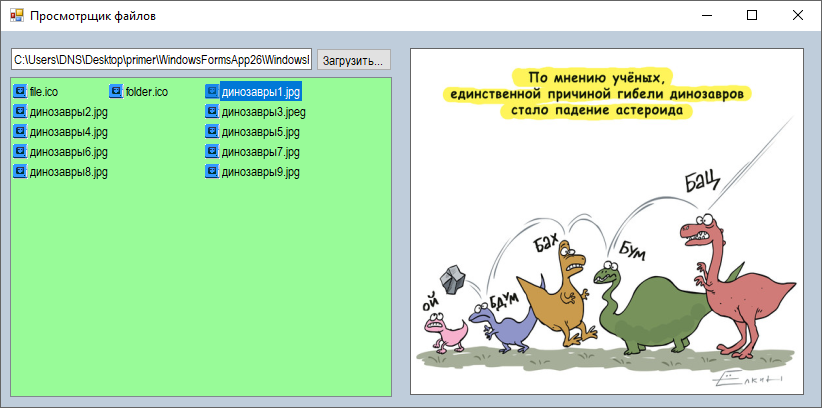 Просмотрщик файлов
C:\Users\DNS\Desktop\primer\WindowsFormsApp26\Windowsl
Загрузить...
file.ico folder.ico динозавры1.jpg
динозавры2.jpg динозавры3.jpeg
динозавры4.jpg динозавры5.jpg
динозавры6.jpg динозавры7.jpg
динозавры8.jpg динозавры9.jpg
По мнению учёных,
единственной причиной гибели динозавров
стало падение астероида
Бац
Бах
Бум
Бдум
ой
Ёлкин